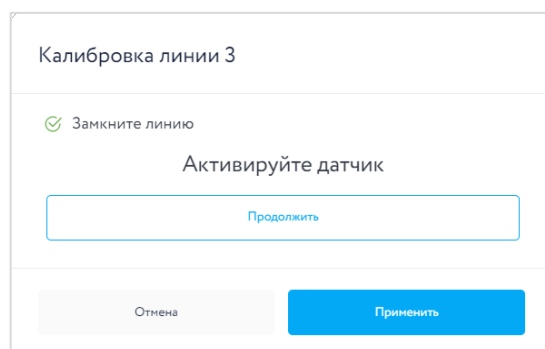 Калибровка линии 3
Замкните линию
Активируйте датчик
Продолжить
Отмена
Применить